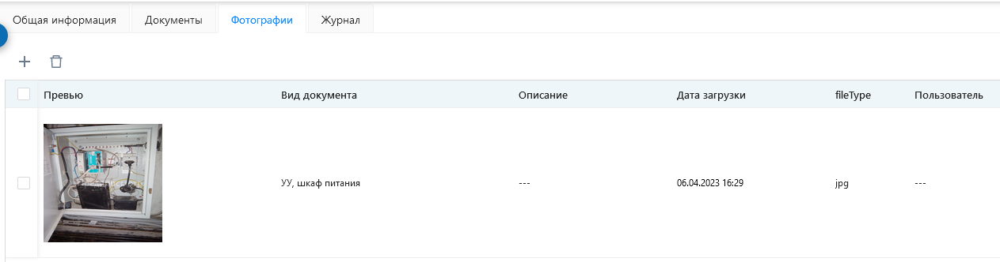 Общая информация Документы Фотографии Журнал
Превью Вид документа Описание Дата загрузки fileType Пользователь
УУ, шкаф питания --- 06.04.2023 16:29 jpg ---